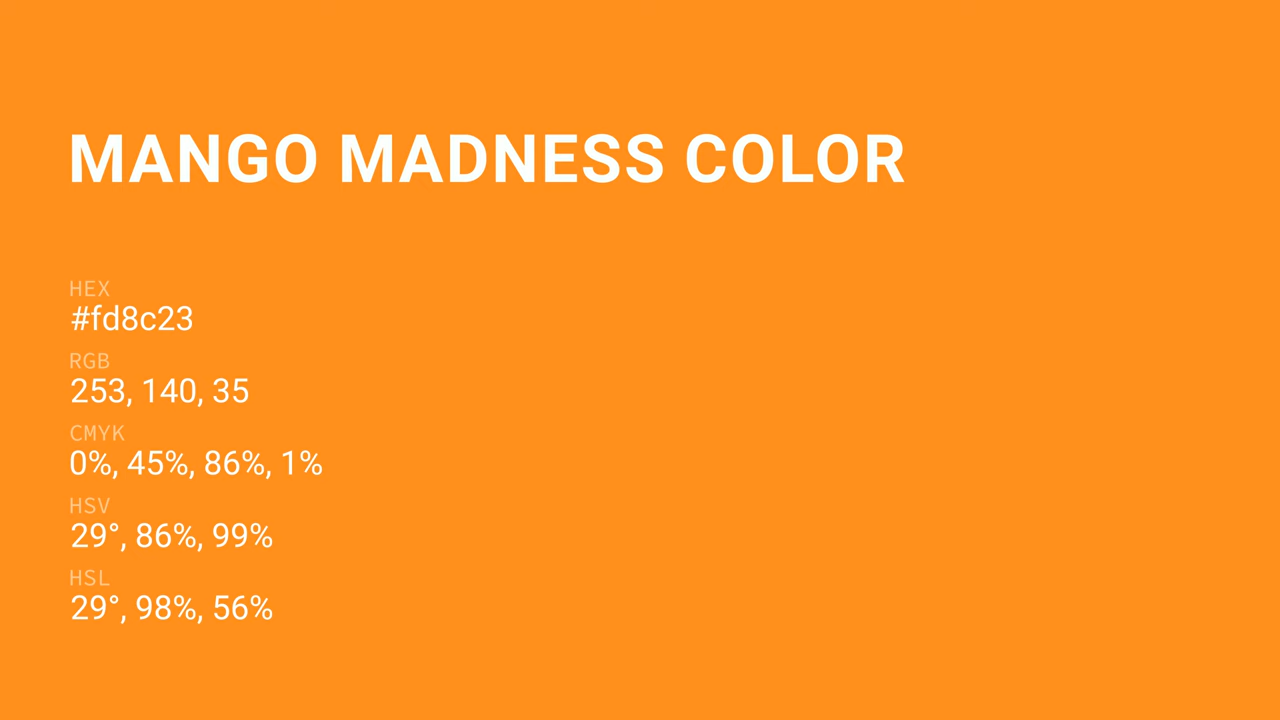 MANGO MADNESS COLOR
HEX
#fd8c23
RGB
253, 140, 35
CMYK
0%, 45%, 86%, 1%
HSV
29°, 86%, 99%
HSL
29°, 98%, 56%